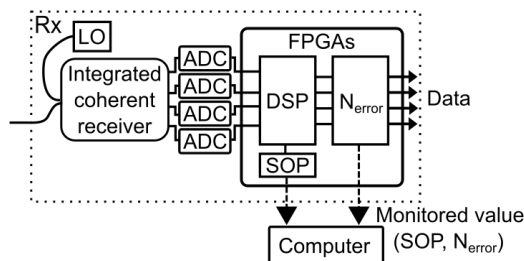 Rx
LO
Integrated
coherent
receiver
ADC
ADC
ADC
ADC
FPGAs
DSP
SOP
Nerror
Data
Monitored value
(SOP, Nerror)
Computer